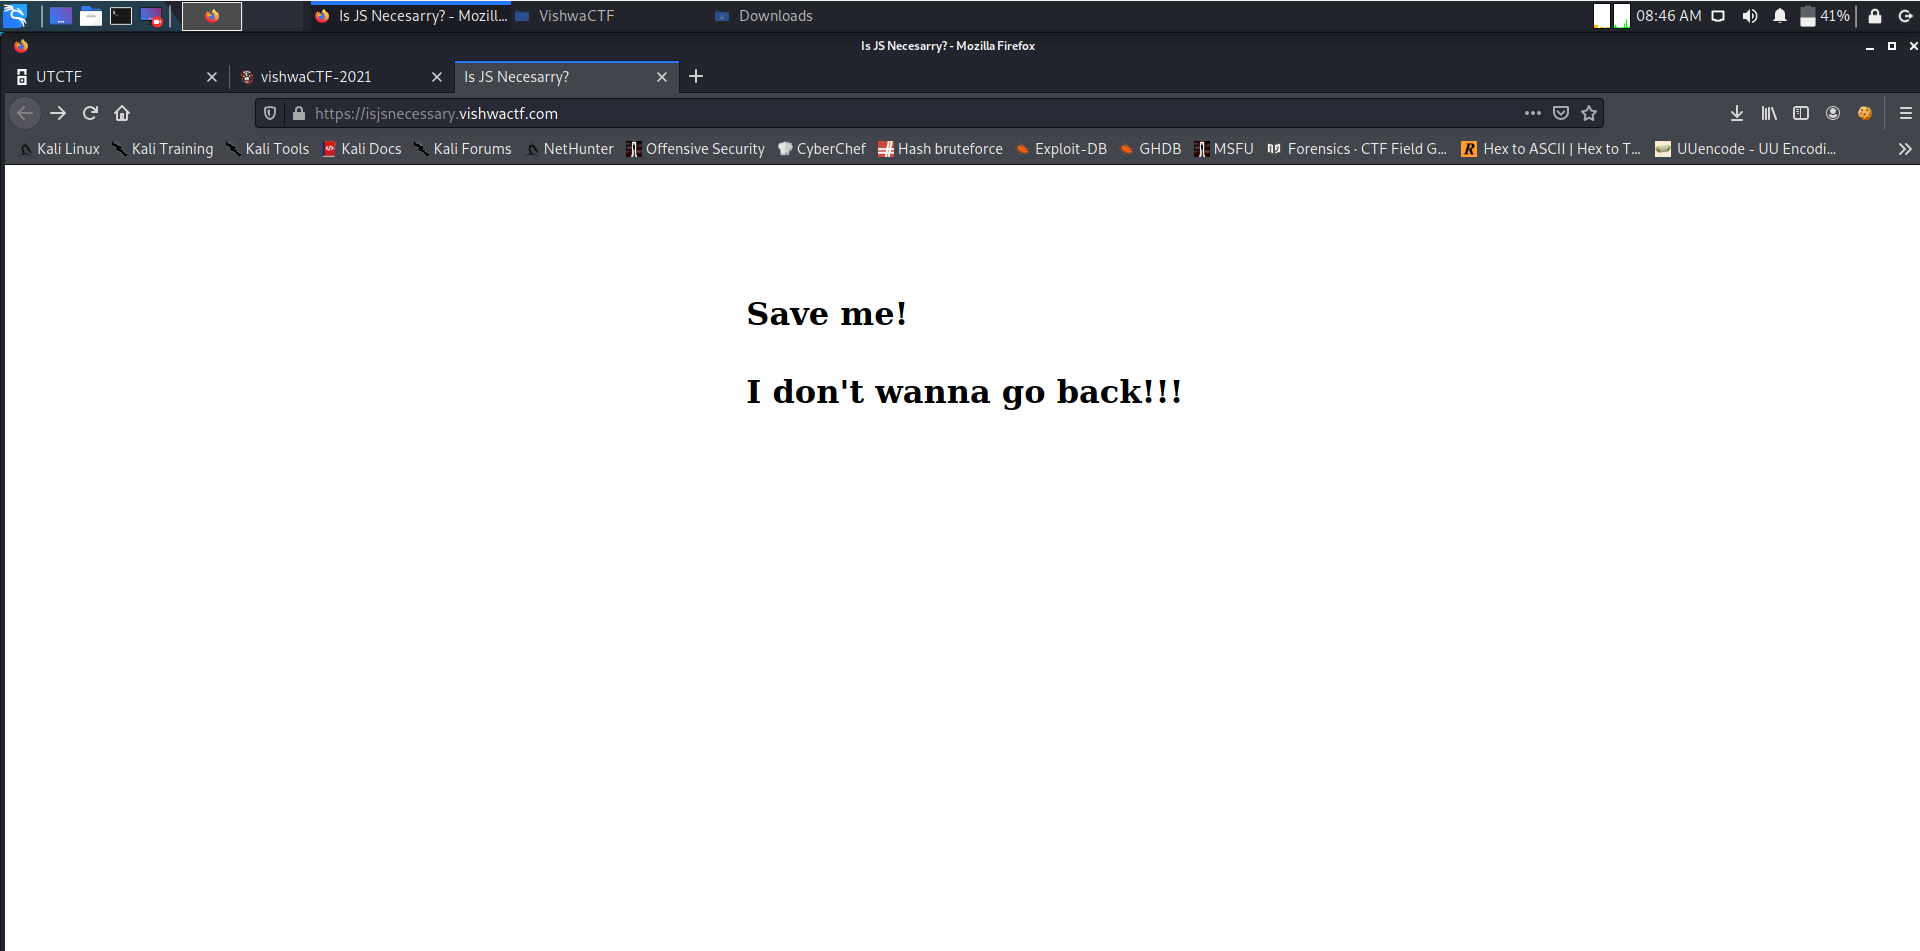 Is JS Necesarry? - Mozill... VishwaCTF Downloads 08:46 AM 41%
Is JS Necesarry? - Mozilla Firefox
UTCTF vishwaCTF-2021 Is JS Necesarry?
https://isjsnecessary.vishwactf.com
Kali Linux Kali Training Kali Tools Kali Docs Kali Forums NetHunter Offensive Security CyberChef Hash bruteforce Exploit-DB GHDB MSFU Forensics · CTF Field G... Hex to ASCII | Hex to T... UUencode - UU Encodi...
Save me!
I don't wanna go back!!!